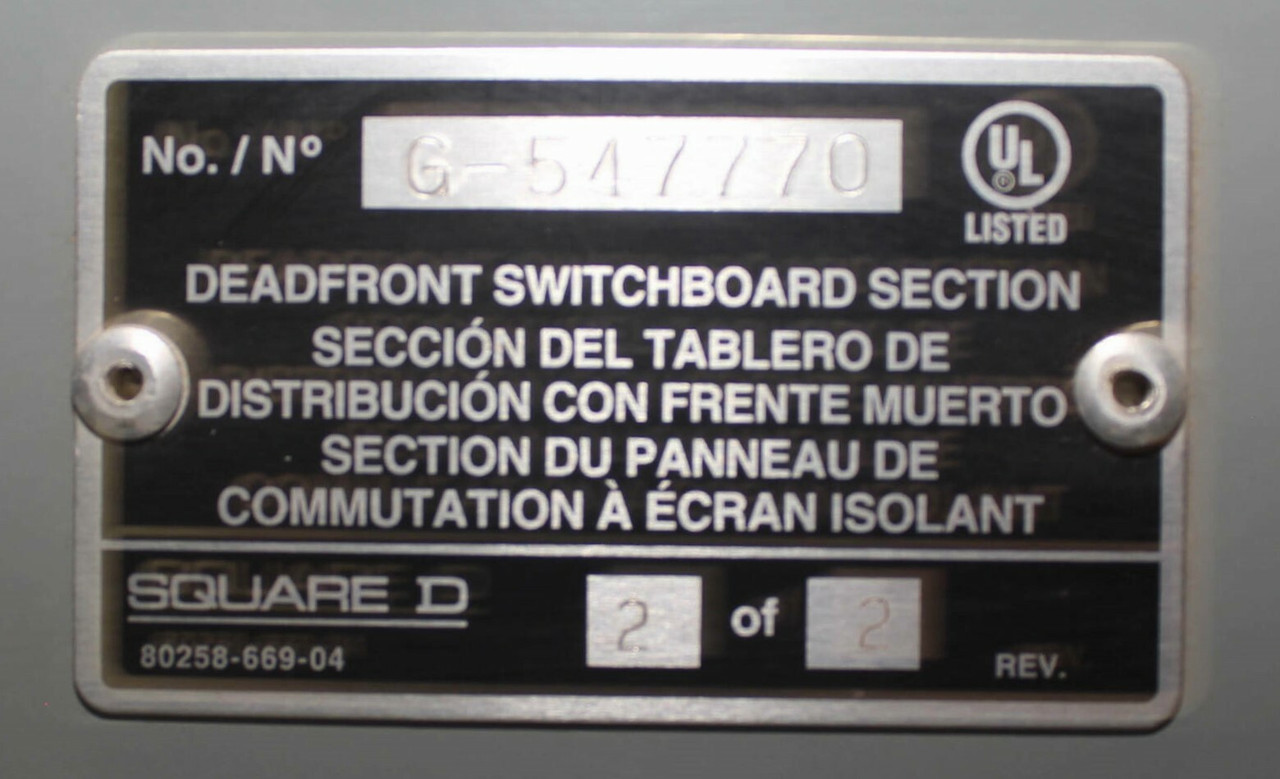 No. / Nº G-547770
UL
LISTED
DEADFRONT SWITCHBOARD SECTION
SECCIÓN DEL TABLERO DE
DISTRIBUCIÓN CON FRENTE MUERTO
SECTION DU PANNEAU DE
COMMUTATION À ÉCRAN ISOLANT
SQUARE D
2 of 2
80258-669-04
REV.